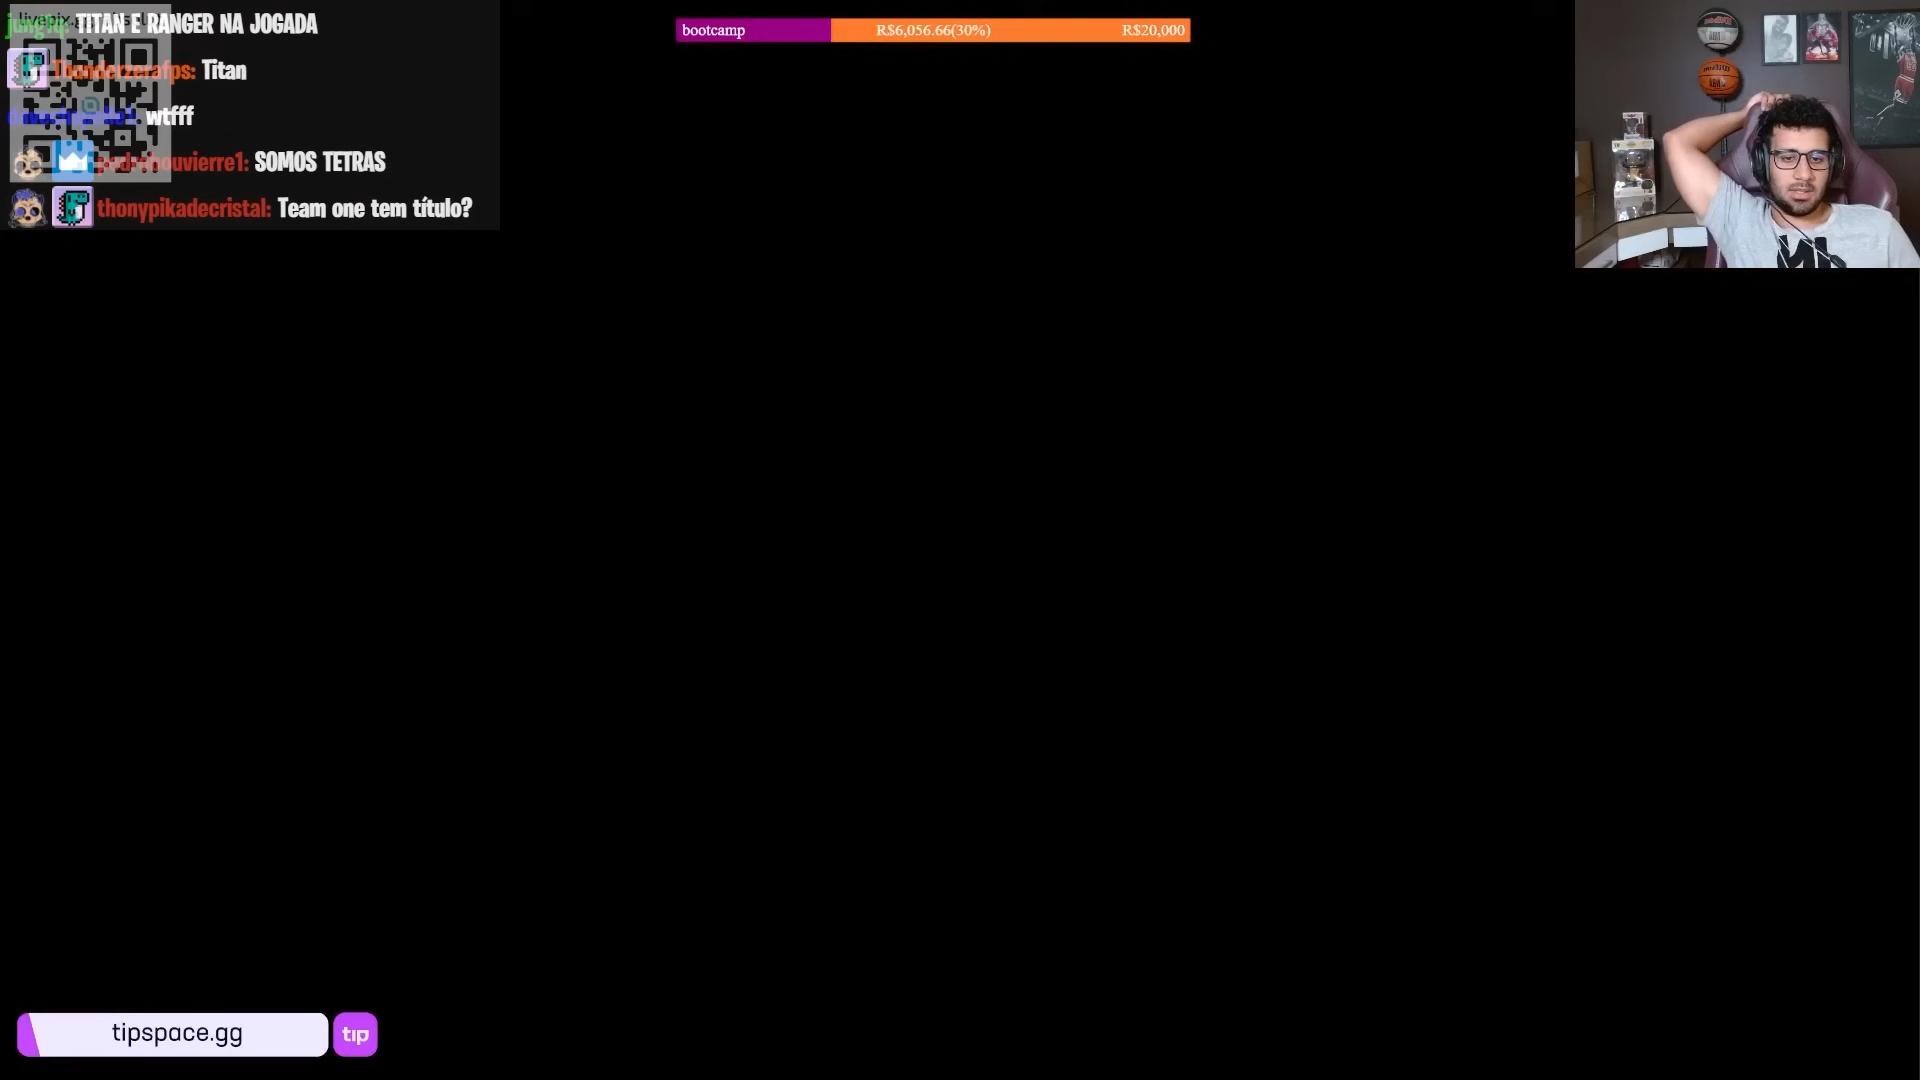 TITAN E RANGER NA JOGADA
Thonderzerafps: Titan
wtfff
SOMOS TETRAS
thonypikadecristal: Team one tem título?
bootcamp R$6,056.66(30%) R$20,000
tipspace.gg tip